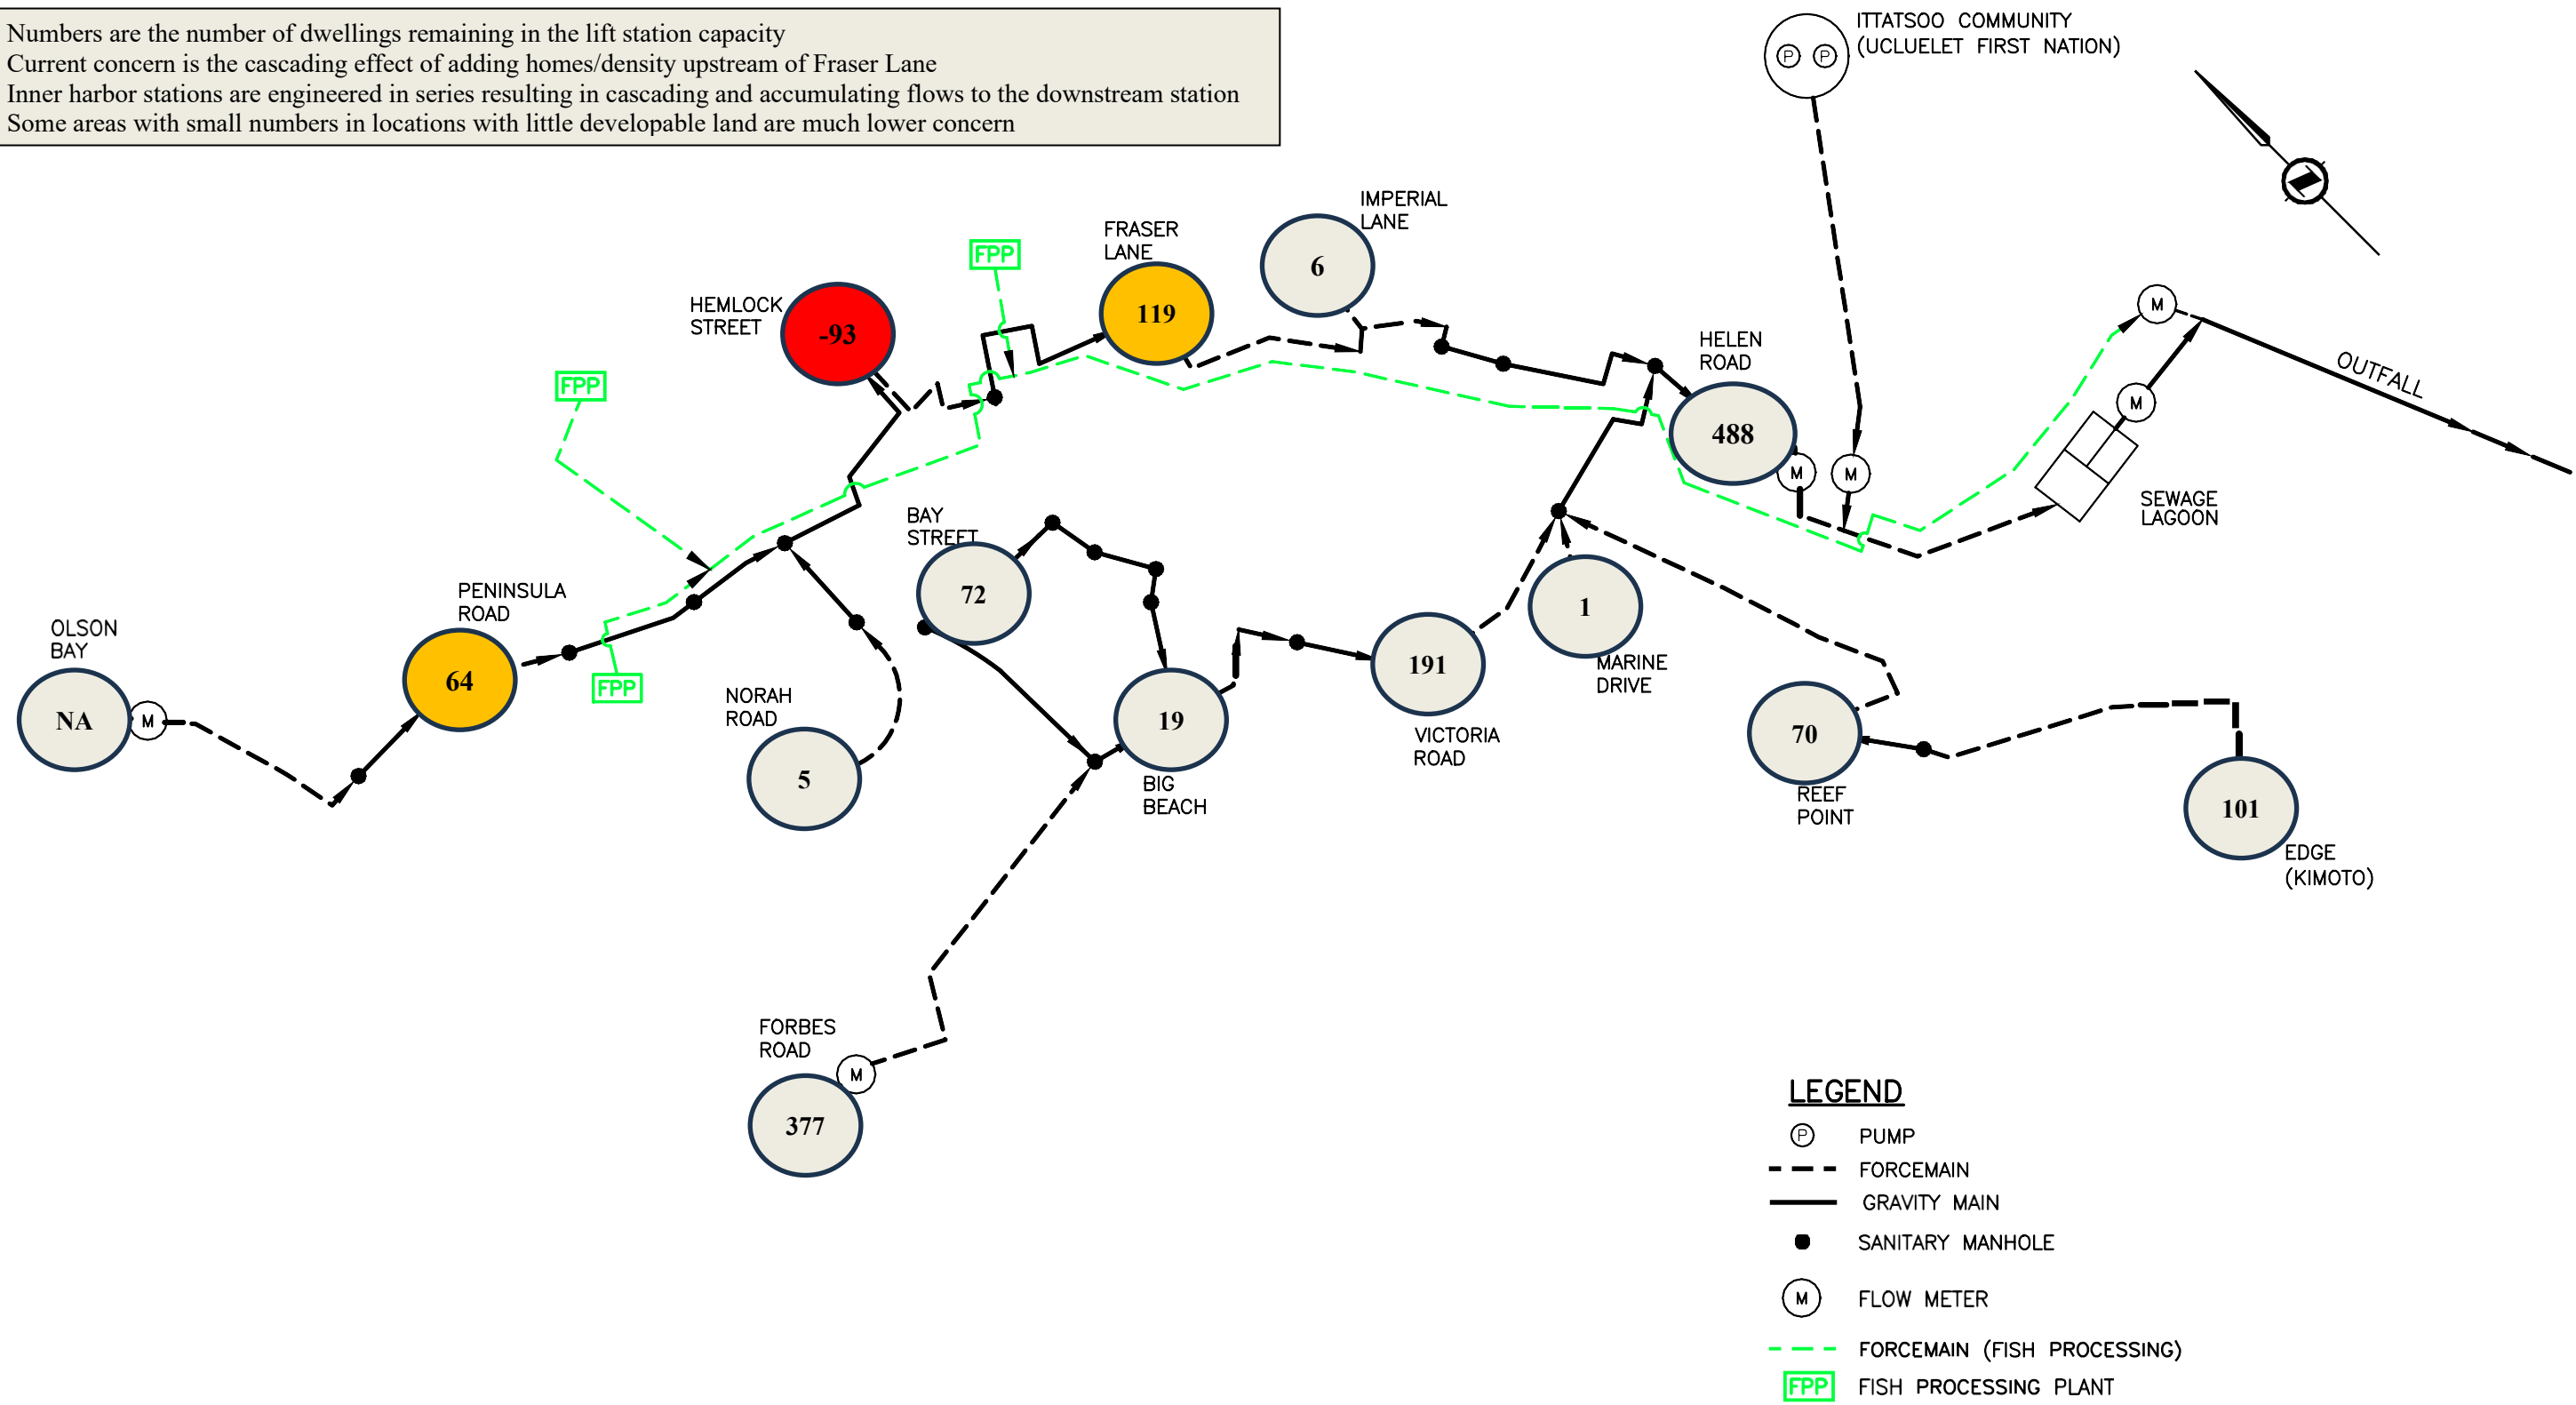 Numbers are the number of dwellings remaining in the lift station capacity
Current concern is the cascading effect of adding homes/density upstream of Fraser Lane
Inner harbor stations are engineered in series resulting in cascading and accumulating flows to the downstream station
Some areas with small numbers in locations with little developable land are much lower concern
ITTATSOO COMMUNITY
(UCLUELET FIRST NATION)
P P
IMPERIAL
LANE
6
FRASER
LANE
119
FPP
HEMLOCK
STREET
-93
FPP
HELEN
ROAD
488
M
M
M
M
OUTFALL
SEWAGE
LAGOON
BAY
STREET
72
PENINSULA
ROAD
64
FPP
OLSON
BAY
NA
M
NORAH
ROAD
5
19
BIG
BEACH
191
VICTORIA
ROAD
1
MARINE
DRIVE
70
REEF
POINT
101
EDGE
(KIMOTO)
FORBES
ROAD
M
377
LEGEND
P PUMP
FORCEMAIN
GRAVITY MAIN
SANITARY MANHOLE
M FLOW METER
FORCEMAIN (FISH PROCESSING)
FPP FISH PROCESSING PLANT